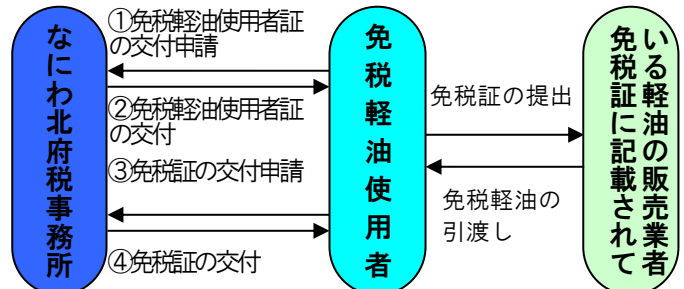 なにわ北府税事務所
①免税軽油使用者証
の交付申請
②免税軽油使用者証
の交付
③免税証の交付申請
④免税証の交付
免税軽油使用者
免税証の提出
免税軽油の
引渡し
免税証に記載されて
いる軽油の販売業者